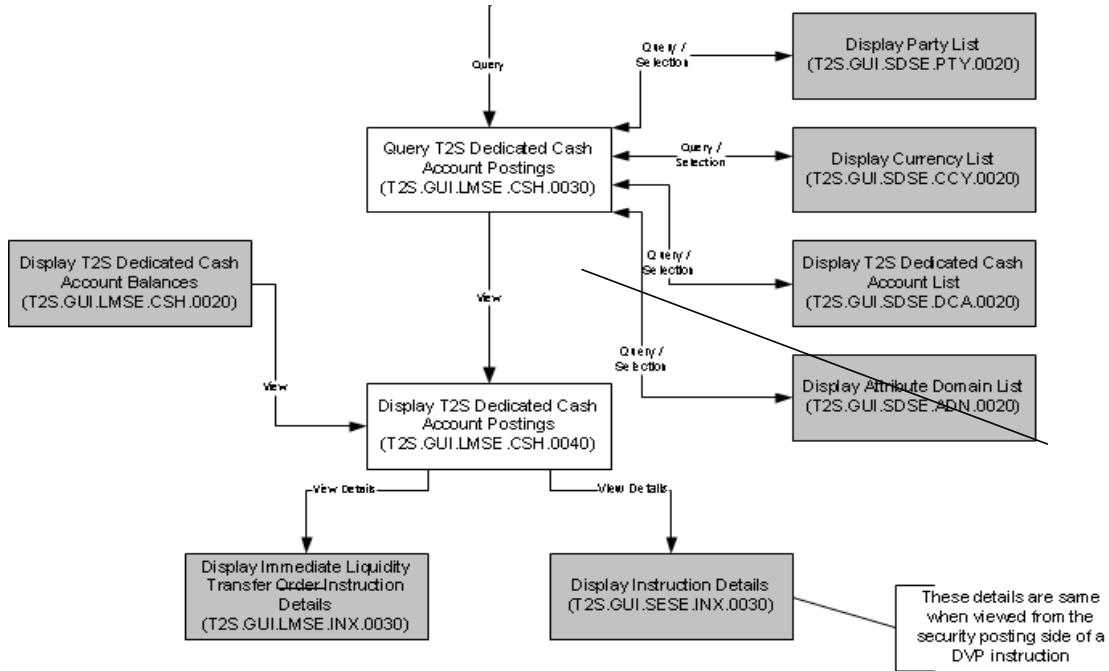 Query
Query T2S Dedicated Cash
Account Postings
(T2S.GUI.LMSE.CSH.0030)
Query /
Selection
Display Party List
(T2S.GUI.SDSE.PTY.0020)
Query /
Selection
Display Currency List
(T2S.GUI.SDSE.CCY.0020)
Query /
Selection
Display T2S Dedicated Cash
Account List
(T2S.GUI.SDSE.DCA.0020)
Query /
Selection
Display Attribute Domain List
(T2S.GUI.SDSE.ADN.0020)
Display T2S Dedicated Cash
Account Balances
(T2S.GUI.LMSE.CSH.0020)
View
View
Display T2S Dedicated Cash
Account Postings
(T2S.GUI.LMSE.CSH.0040)
View Details
View Details
Display Immediate Liquidity
Transfer Order Instruction
Details
(T2S.GUI.LMSE.INX.0030)
Display Instruction Details
(T2S.GUI.SESE.INX.0030)
These details are same
when viewed from the
security posting side of a
DVP instruction